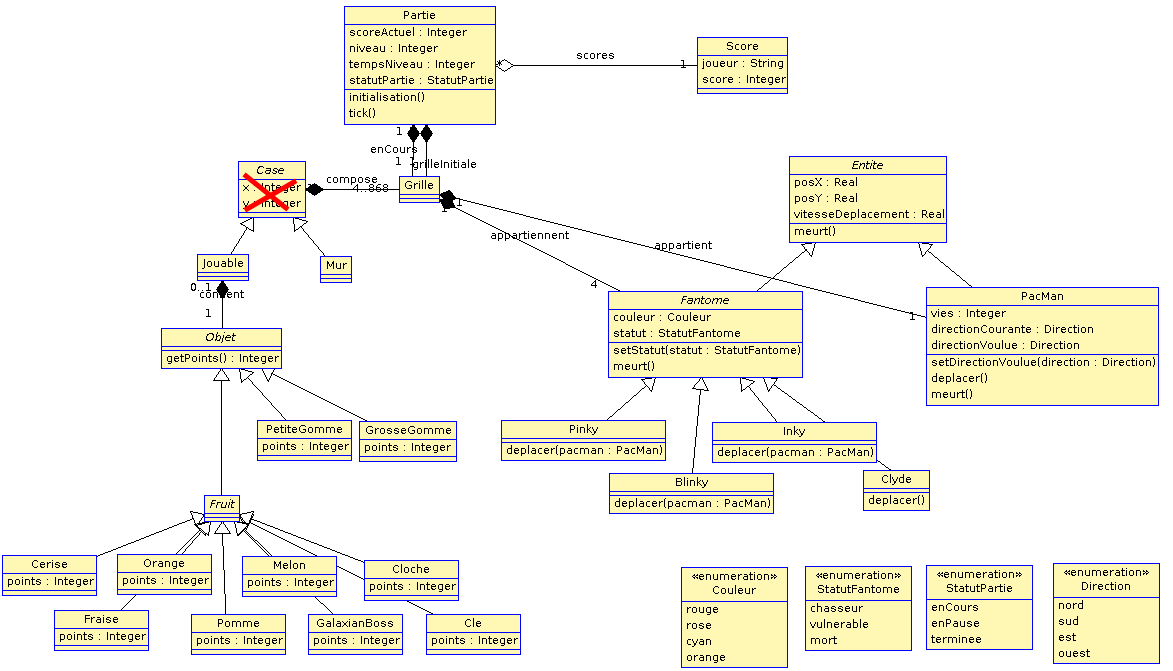 Partie
scoreActuel : Integer
niveau : Integer
tempsNiveau : Integer
statutPartie : StatutPartie
initialisation()
tick()
*
scores
1
Score
joueur : String
score : Integer
1
enCours
1
1
grilleInitiale
Case
x : Integer
y : Integer
compose
4..868
Grille
1
1
appartiennent
4
appartient
1
Entite
posX : Real
posY : Real
vitesseDeplacement : Real
meurt()
Jouable
Mur
0..1
contient
1
Objet
getPoints() : Integer
Fantome
couleur : Couleur
statut : StatutFantome
setStatut(statut : StatutFantome)
meurt()
PacMan
vies : Integer
directionCourante : Direction
directionVoulue : Direction
setDirectionVoulue(direction : Direction)
deplacer()
meurt()
PetiteGomme
points : Integer
GrosseGomme
points : Integer
Pinky
deplacer(pacman : PacMan)
Inky
deplacer(pacman : PacMan)
Blinky
deplacer(pacman : PacMan)
Clyde
deplacer()
Fruit
Cerise
points : Integer
Orange
points : Integer
Melon
points : Integer
Cloche
points : Integer
Fraise
points : Integer
Pomme
points : Integer
GalaxianBoss
points : Integer
Cle
points : Integer
«enumeration»
Couleur
rouge
rose
cyan
orange
«enumeration»
StatutFantome
chasseur
vulnerable
mort
«enumeration»
StatutPartie
enCours
enPause
terminee
«enumeration»
Direction
nord
sud
est
ouest